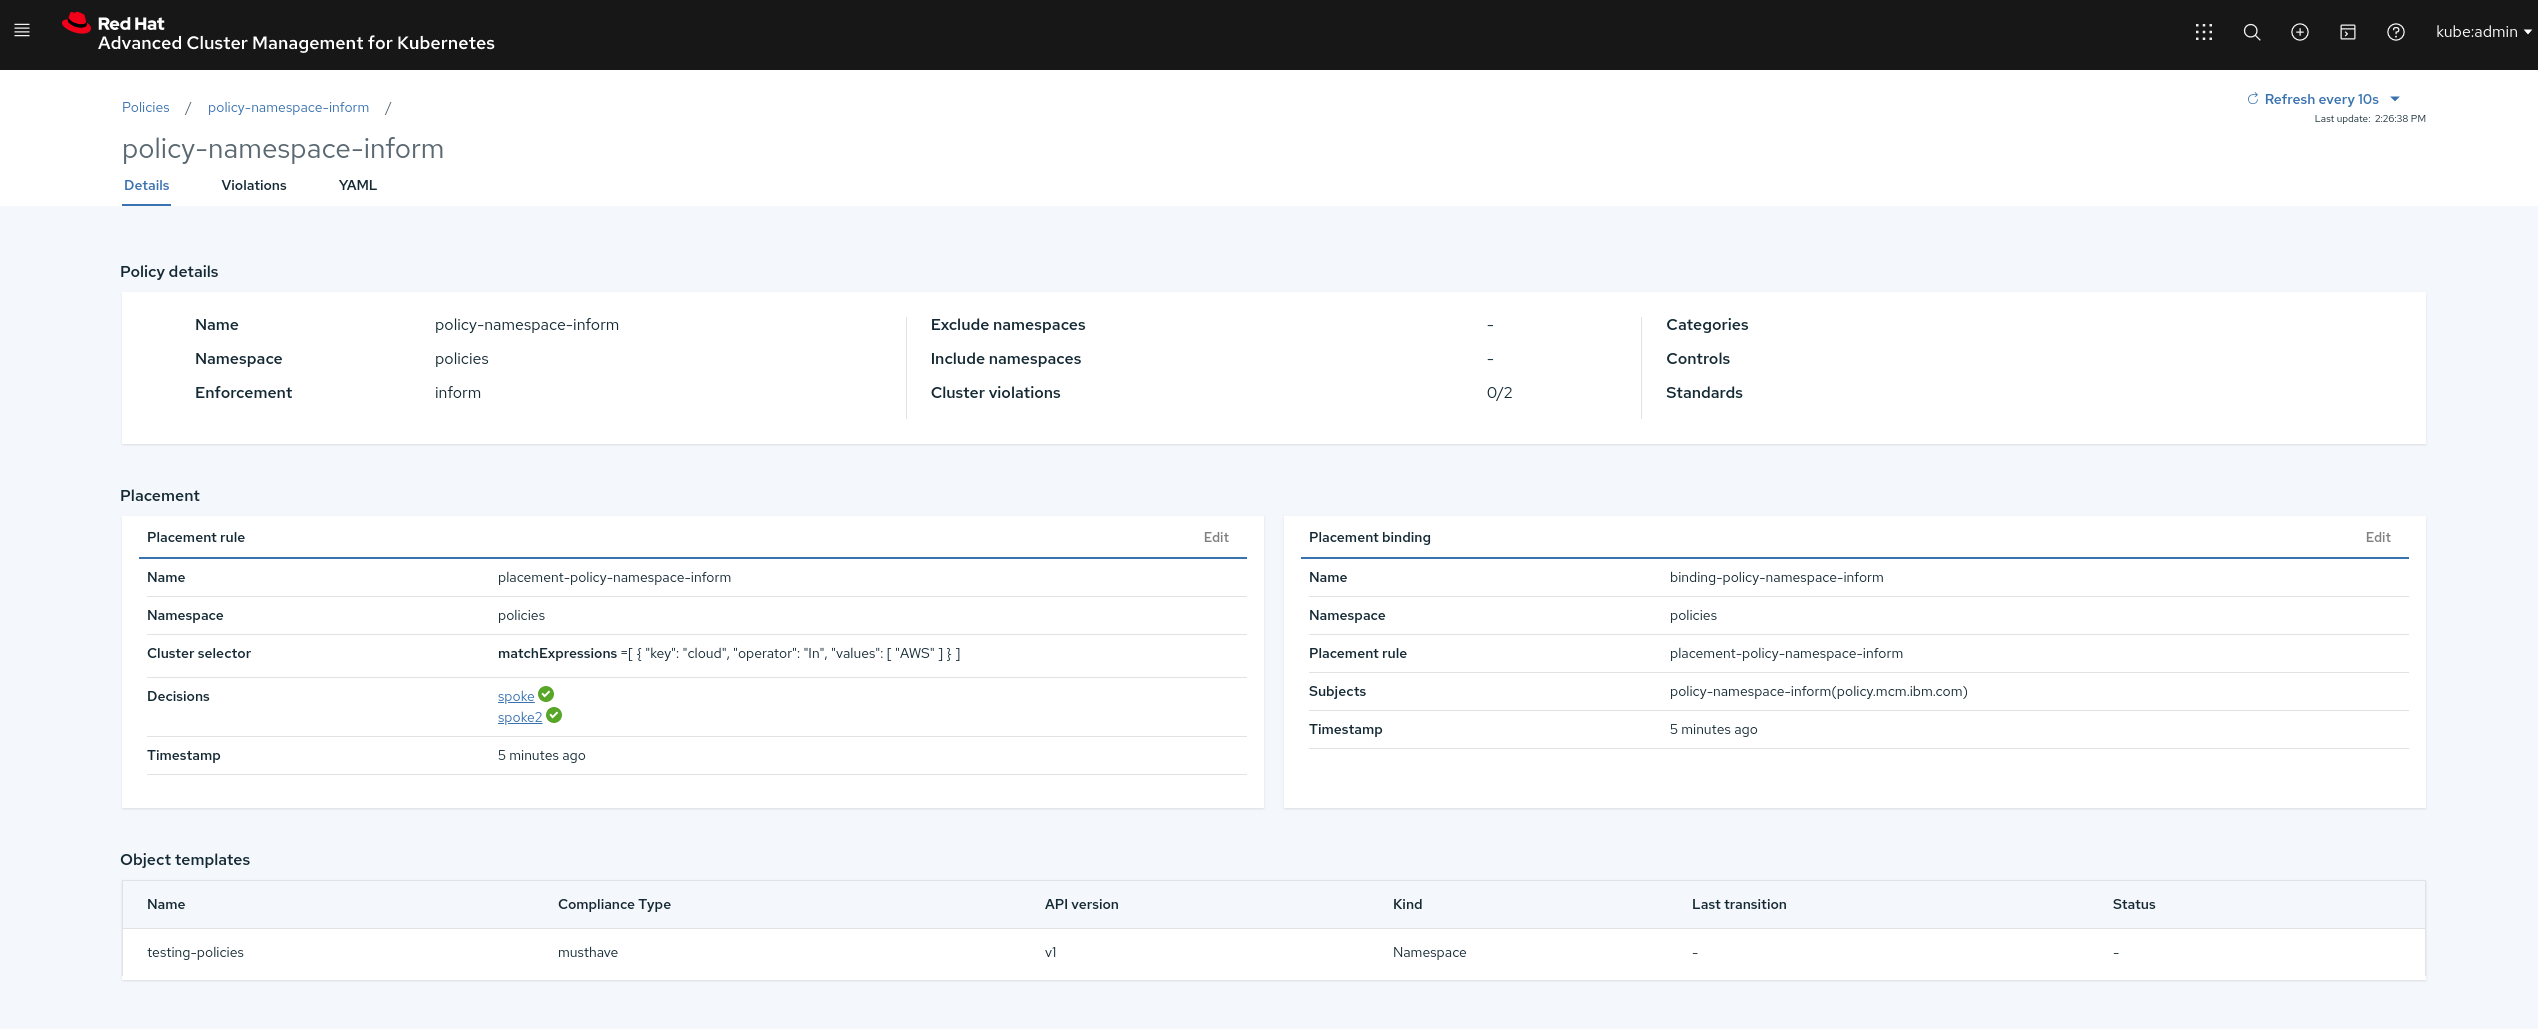 Red Hat
Advanced Cluster Management for Kubernetes
kube:admin
Policies / policy-namespace-inform /
Refresh every 10s
Last update: 2:26:38 PM
policy-namespace-inform
Details Violations YAML
Policy details
Name policy-namespace-inform Exclude namespaces - Categories
Namespace policies Include namespaces - Controls
Enforcement inform Cluster violations 0/2 Standards
Placement
Placement rule Edit
Name placement-policy-namespace-inform
Namespace policies
Cluster selector matchExpressions =[ { "key": "cloud", "operator": "In", "values": [ "AWS" ] } ]
Decisions spoke
spoke2
Timestamp 5 minutes ago
Placement binding Edit
Name binding-policy-namespace-inform
Namespace policies
Placement rule placement-policy-namespace-inform
Subjects policy-namespace-inform(policy.mcm.ibm.com)
Timestamp 5 minutes ago
Object templates
Name Compliance Type API version Kind Last transition Status
testing-policies musthave v1 Namespace - -